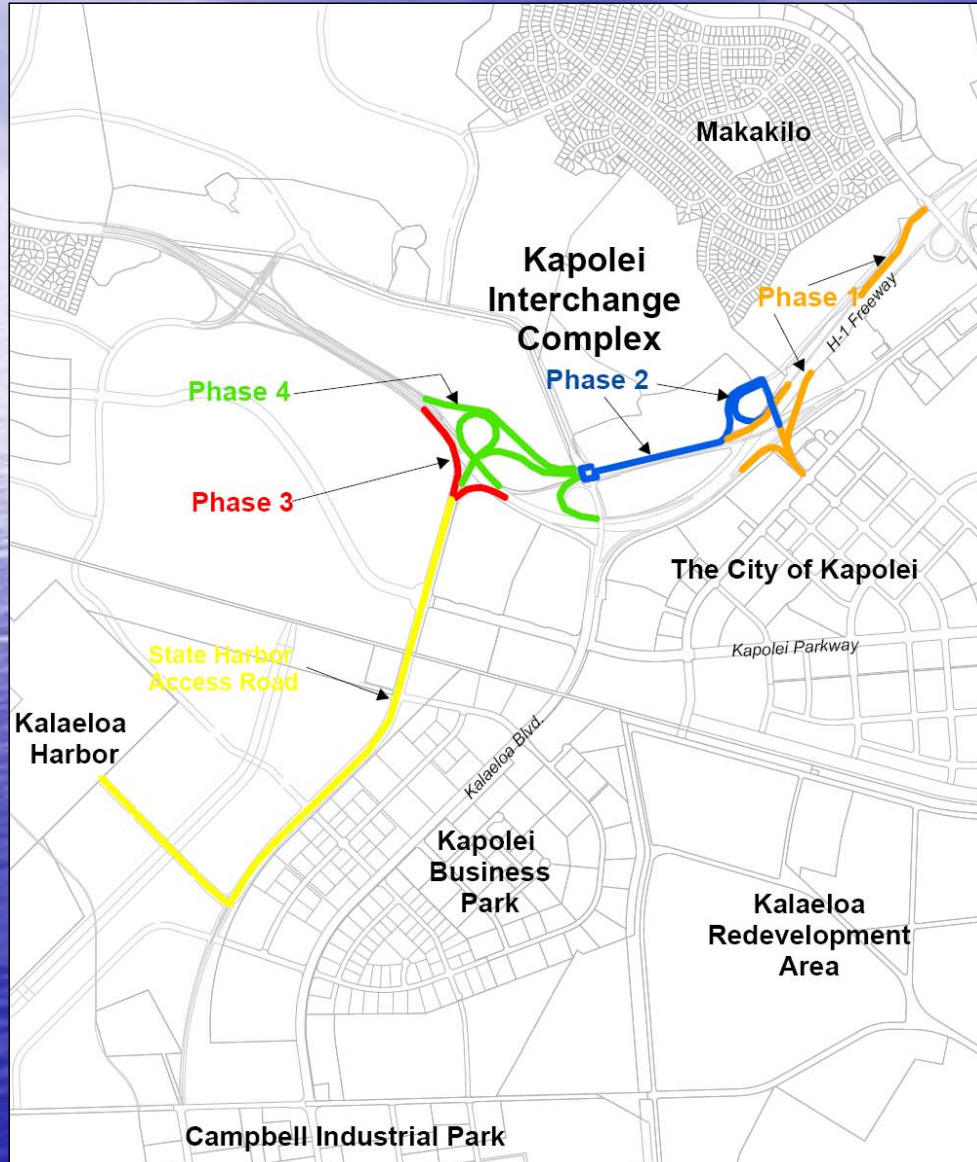 Makakilo
Kapolei
Interchange
Complex
Phase 1
H-1 Freeway
Phase 2
Phase 4
Phase 3
The City of Kapolei
Kapolei Parkway
State Harbor
Access Road
Kalaeloa
Harbor
Kalaeloa Blvd.
Kapolei
Business
Park
Kalaeloa
Redevelopment
Area
Campbell Industrial Park